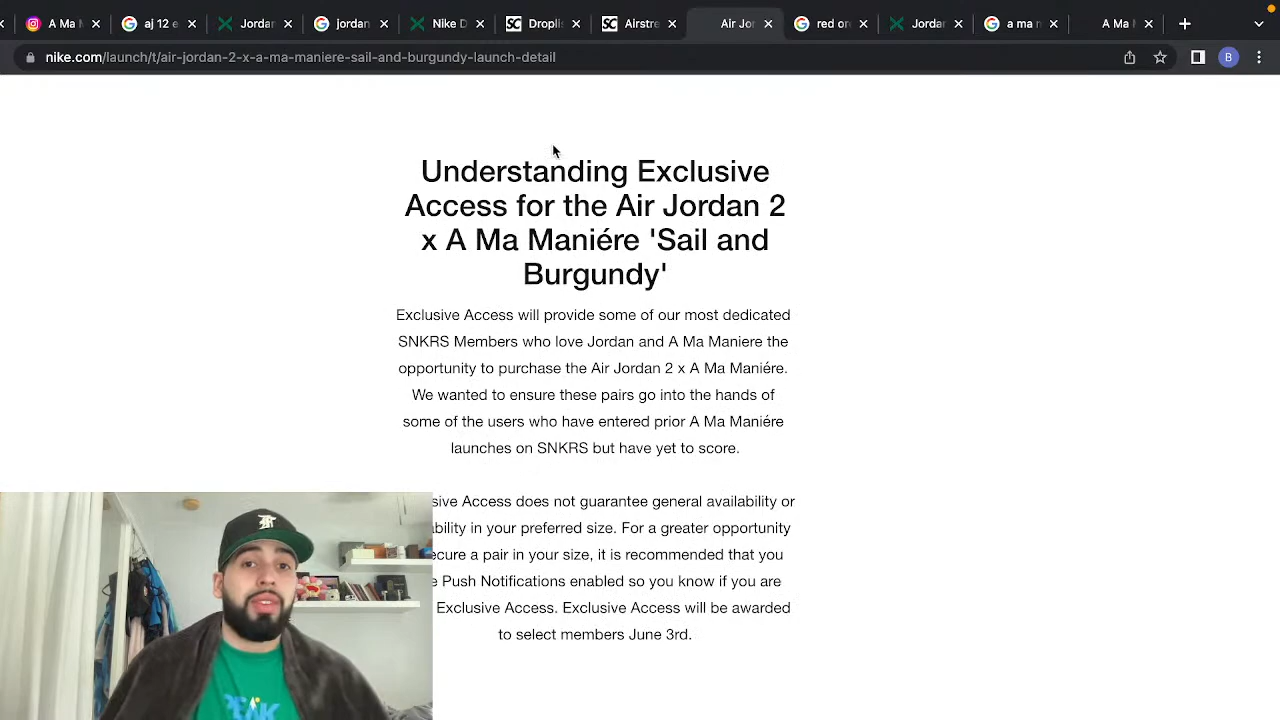 A M
aj 12 e
Jordan
jordan
Nike D
Droplis
Airstre
Air Jor
red or
Jordar
a ma n
A Ma
B
nike.com/launch/t/air-jordan-2-x-a-ma-maniere-sail-and-burgundy-launch-detail
Understanding Exclusive
Access for the Air Jordan 2
x A Ma Maniére 'Sail and
Burgundy'
Exclusive Access will provide some of our most dedicated
SNKRS Members who love Jordan and A Ma Maniere the
opportunity to purchase the Air Jordan 2 x A Ma Maniére.
We wanted to ensure these pairs go into the hands of
some of the users who have entered prior A Ma Maniére
launches on SNKRS but have yet to score.
sive Access does not guarantee general availability or
ability in your preferred size. For a greater opportunity
ecure a pair in your size, it is recommended that you
e Push Notifications enabled so you know if you are
Exclusive Access. Exclusive Access will be awarded
to select members June 3rd.